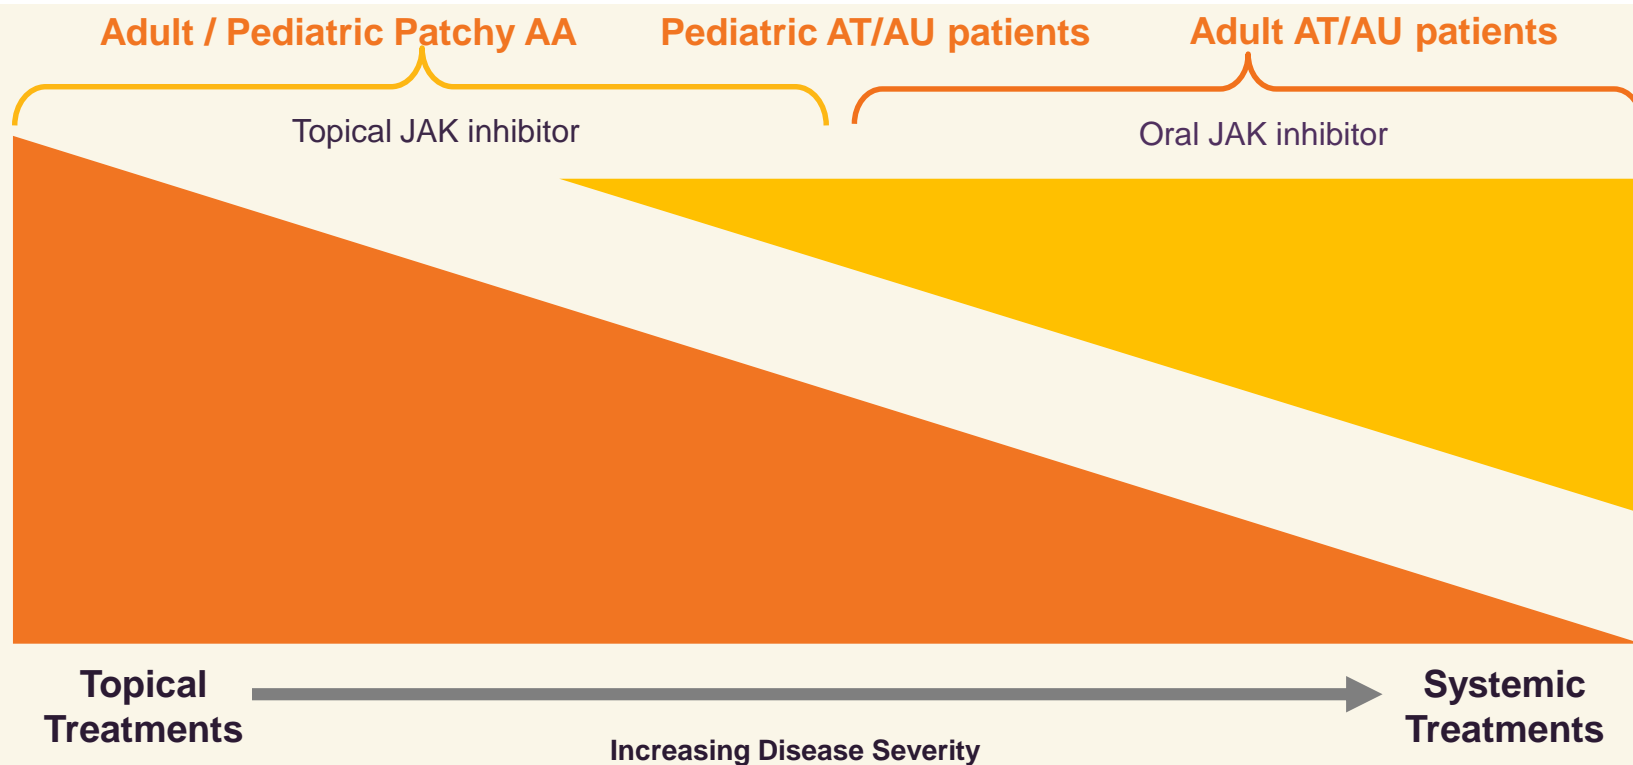 Adult / Pediatric Patchy AA
Pediatric AT/AU patients
Adult AT/AU patients
Topical JAK inhibitor
Oral JAK inhibitor
Topical
Treatments
Increasing Disease Severity
Systemic
Treatments